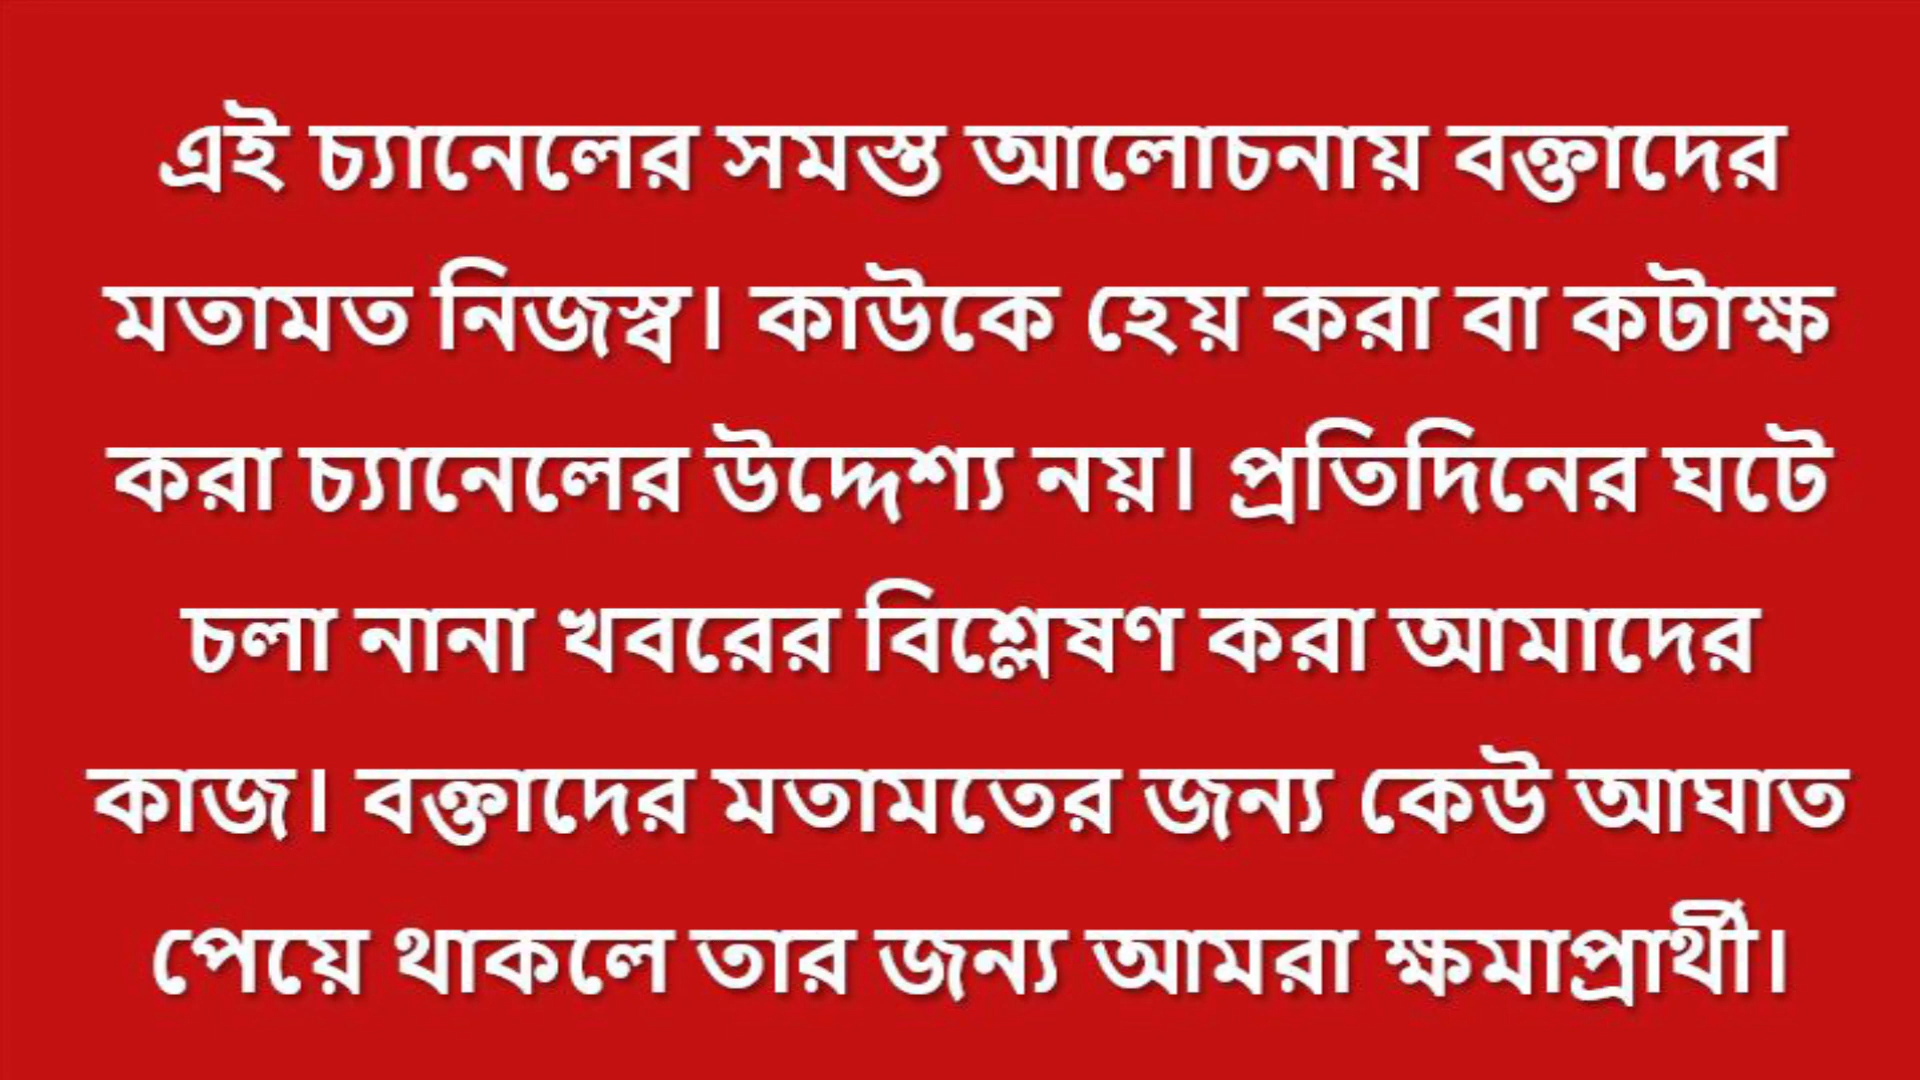 এই চ্যানেলের সমস্ত আলোচনায় বক্তাদের
মতামত নিজস্ব। কাউকে হেয় করা বা কটাক্ষ
করা চ্যানেলের উদ্দেশ্য নয়। প্রতিদিনের ঘটে
চলা নানা খবরের বিশ্লেষণ করা আমাদের
কাজ। বক্তাদের মতামতের জন্য কেউ আঘাত
পেয়ে থাকলে তার জন্য আমরা ক্ষমাপ্রার্থী।